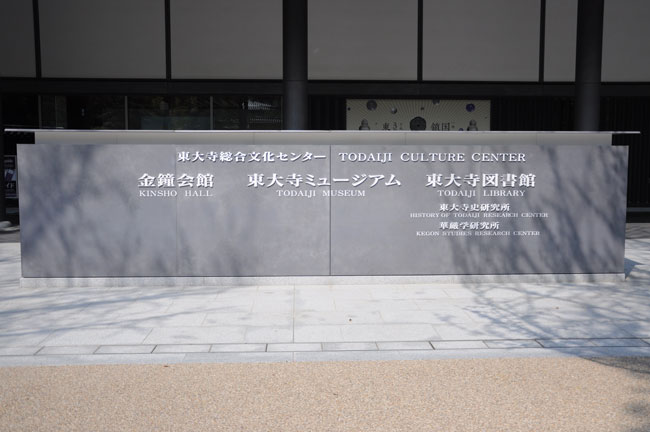 東大寺総合文化センター TODAIJI CULTURE CENTER
金鐘会館 東大寺ミュージアム 東大寺図書館
KINSHO HALL TODAIJI MUSEUM TODAIJI LIBRARY
東大寺史研究所
HISTORY OF TODAIJI RESEARCH CENTER
華厳学研究所
KEGON STUDIES RESEARCH CENTER